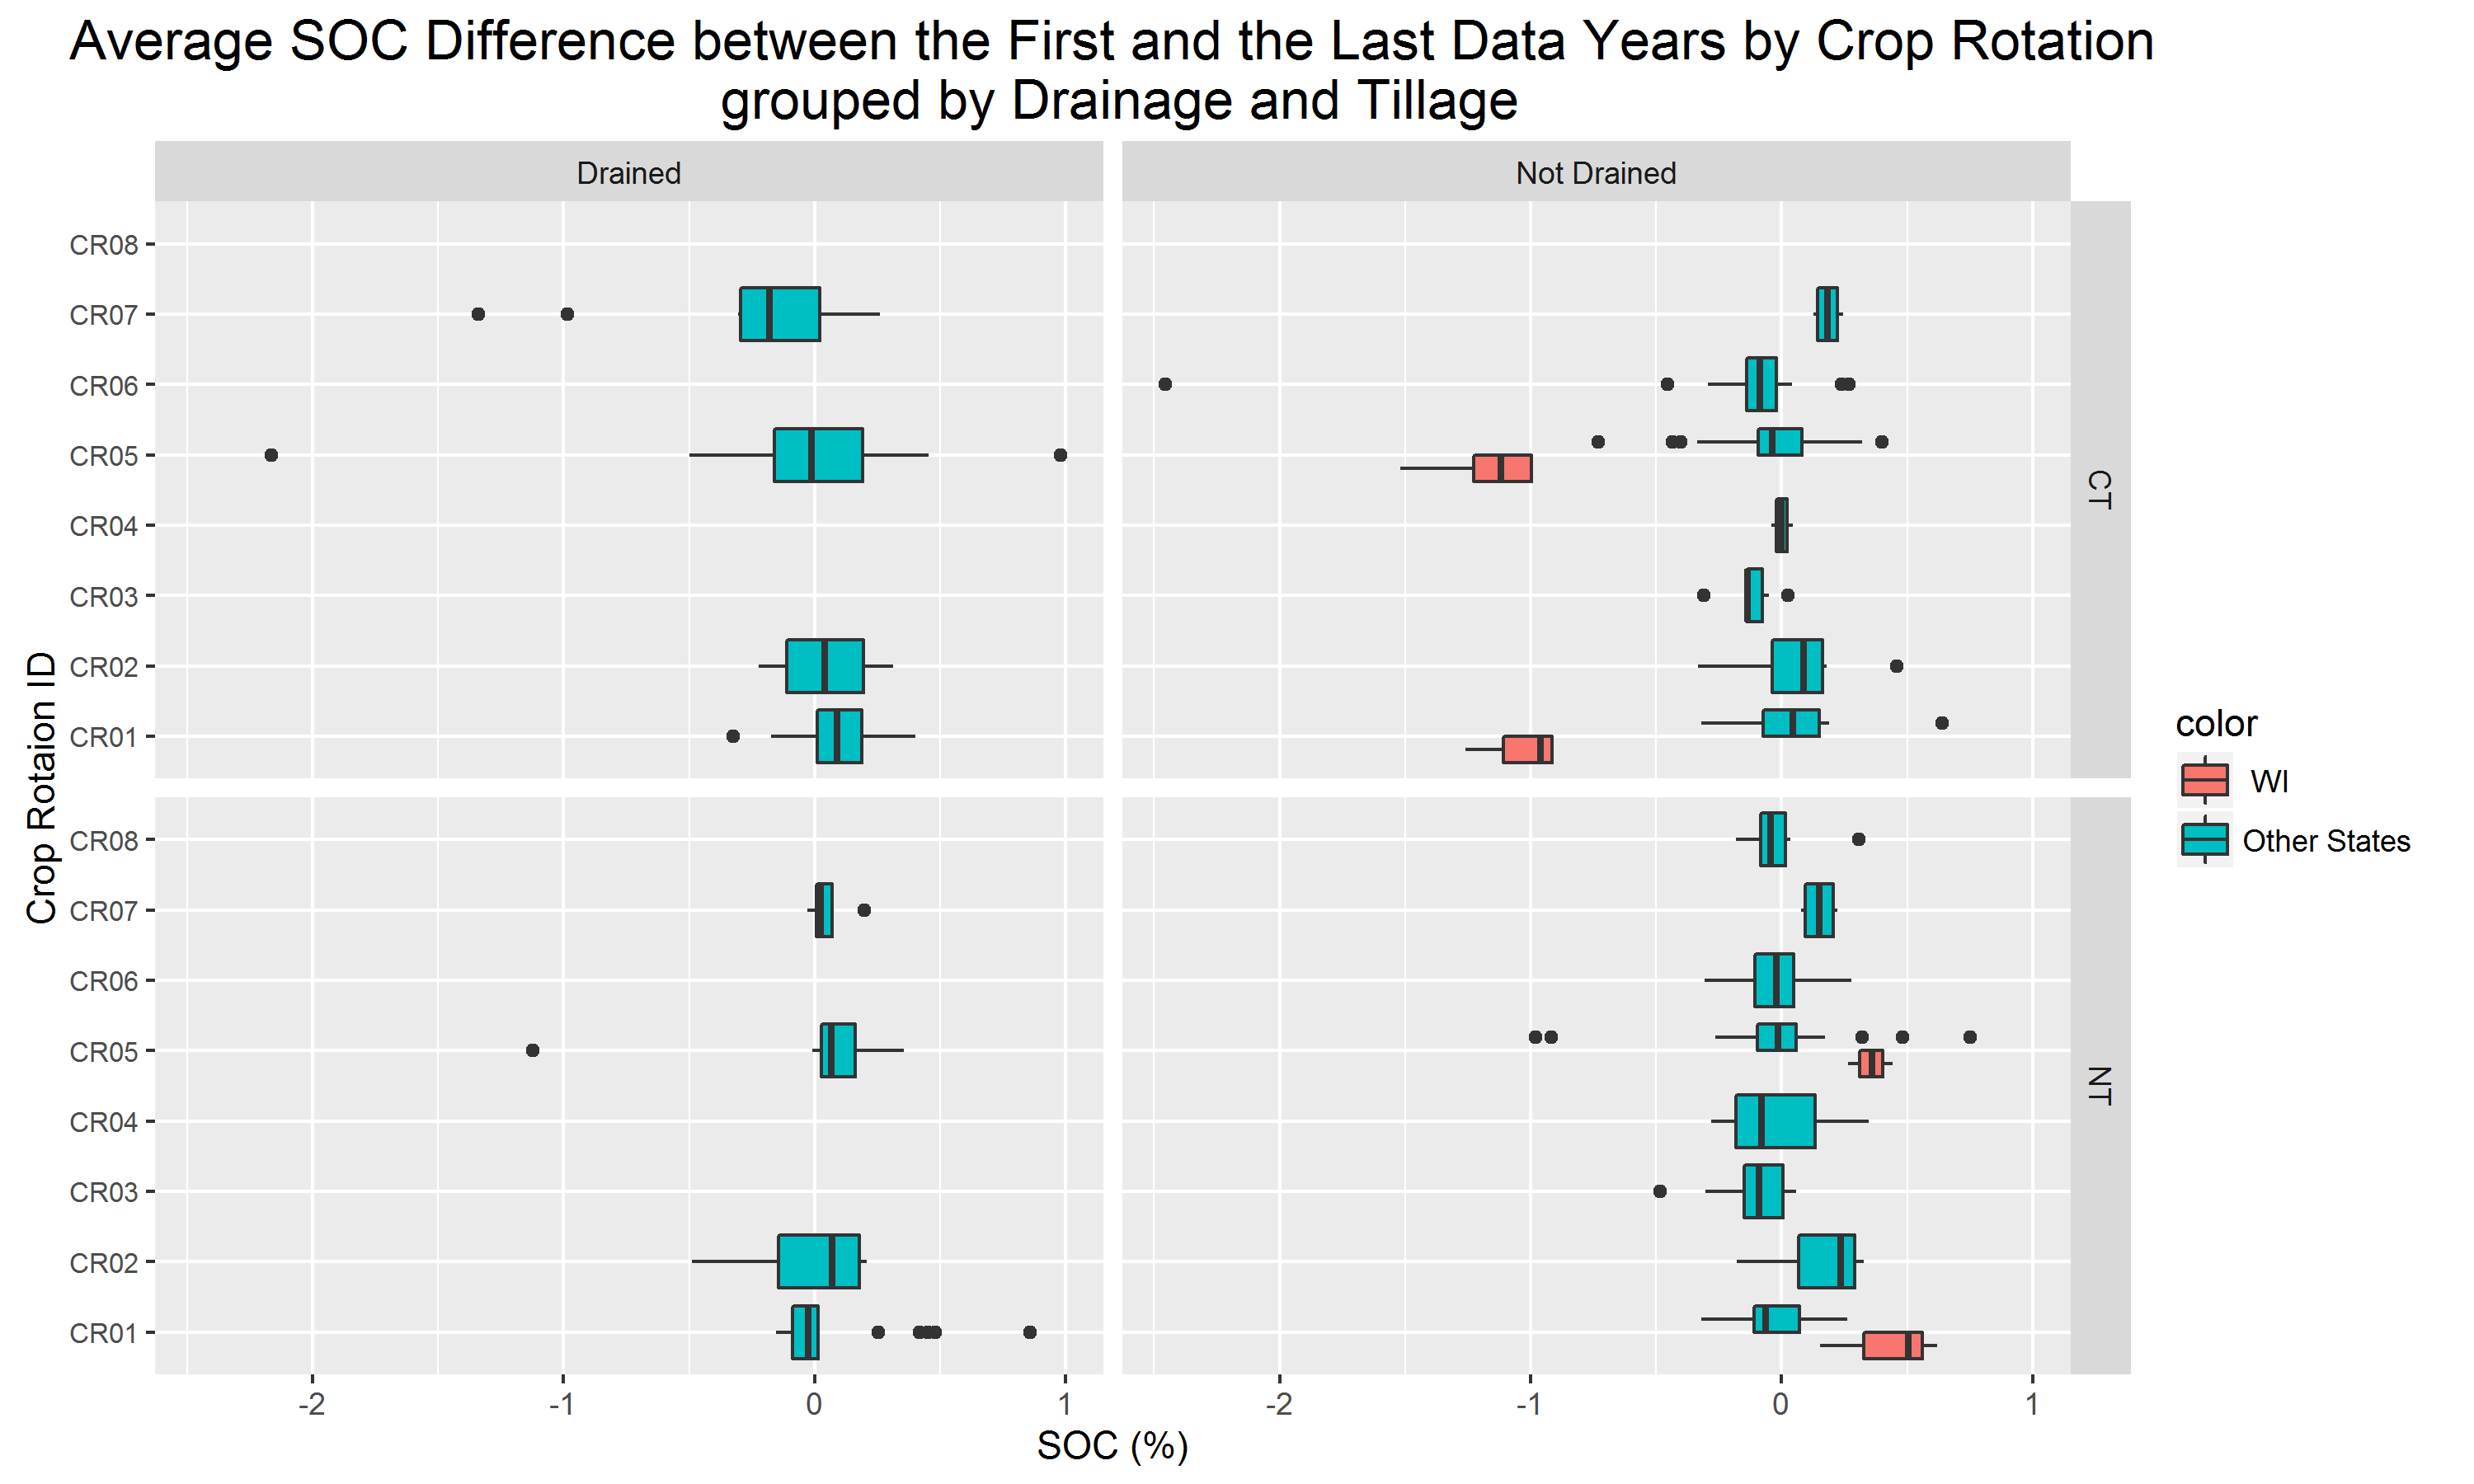 Average SOC Difference between the First and the Last Data Years by Crop Rotation
grouped by Drainage and Tillage
Drained
Not Drained
CR08
CR07
CR06
CR05
CR04
CR03
CR02
CR01
CT
CR08
CR07
CR06
CR05
CR04
CR03
CR02
CR01
NT
Crop Rotaion ID
-2
-1
0
1
-2
-1
0
1
SOC (%)
color
WI
Other States